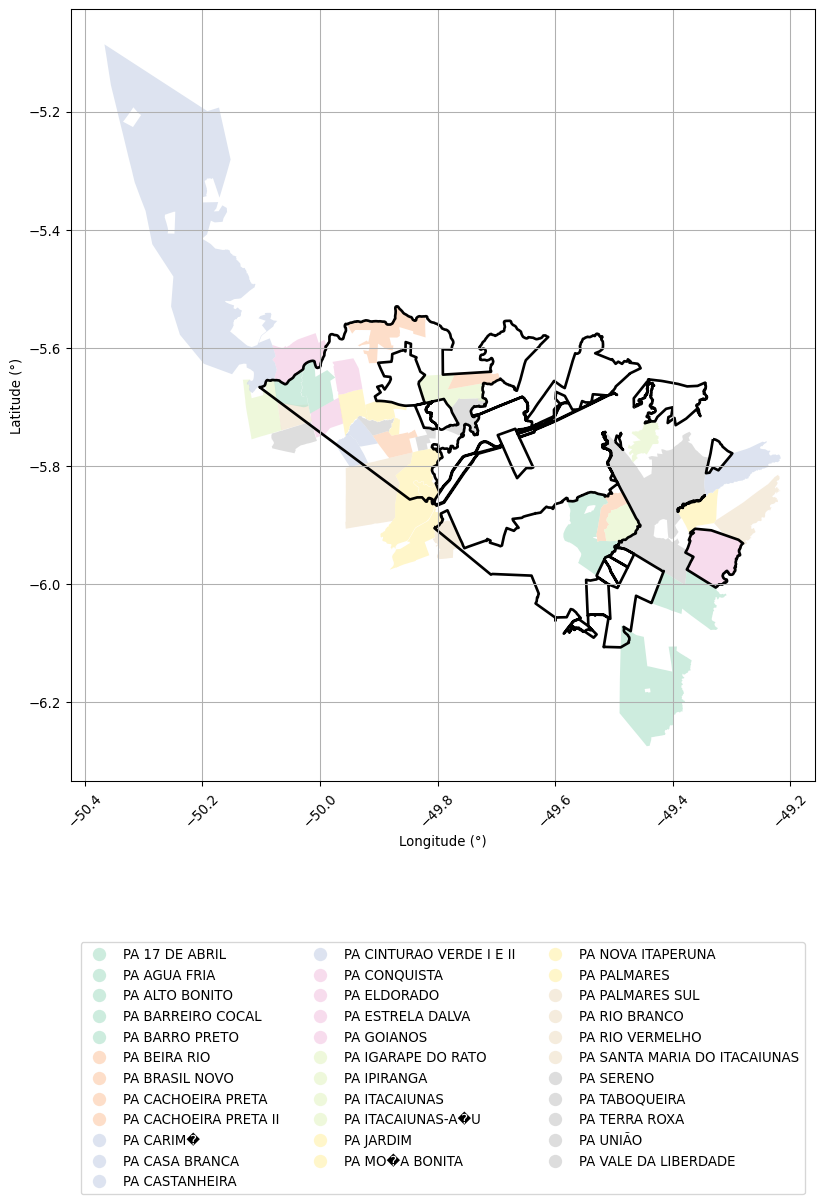 −5.2
−5.4
−5.6
−5.8
−6.0
−6.2
Latitude (°)
−50.4
−50.2
−50.0
−49.8
−49.6
−49.4
−49.2
Longitude (°)
PA 17 DE ABRIL
PA AGUA FRIA
PA ALTO BONITO
PA BARREIRO COCAL
PA BARRO PRETO
PA BEIRA RIO
PA BRASIL NOVO
PA CACHOEIRA PRETA
PA CACHOEIRA PRETA II
PA CARIM�
PA CASA BRANCA
PA CASTANHEIRA
PA CINTURAO VERDE I E II
PA CONQUISTA
PA ELDORADO
PA ESTRELA DALVA
PA GOIANOS
PA IGARAPE DO RATO
PA IPIRANGA
PA ITACAIUNAS
PA ITACAIUNAS-A�U
PA JARDIM
PA MO�A BONITA
PA NOVA ITAPERUNA
PA PALMARES
PA PALMARES SUL
PA RIO BRANCO
PA RIO VERMELHO
PA SANTA MARIA DO ITACAIUNAS
PA SERENO
PA TABOQUEIRA
PA TERRA ROXA
PA UNIÃO
PA VALE DA LIBERDADE